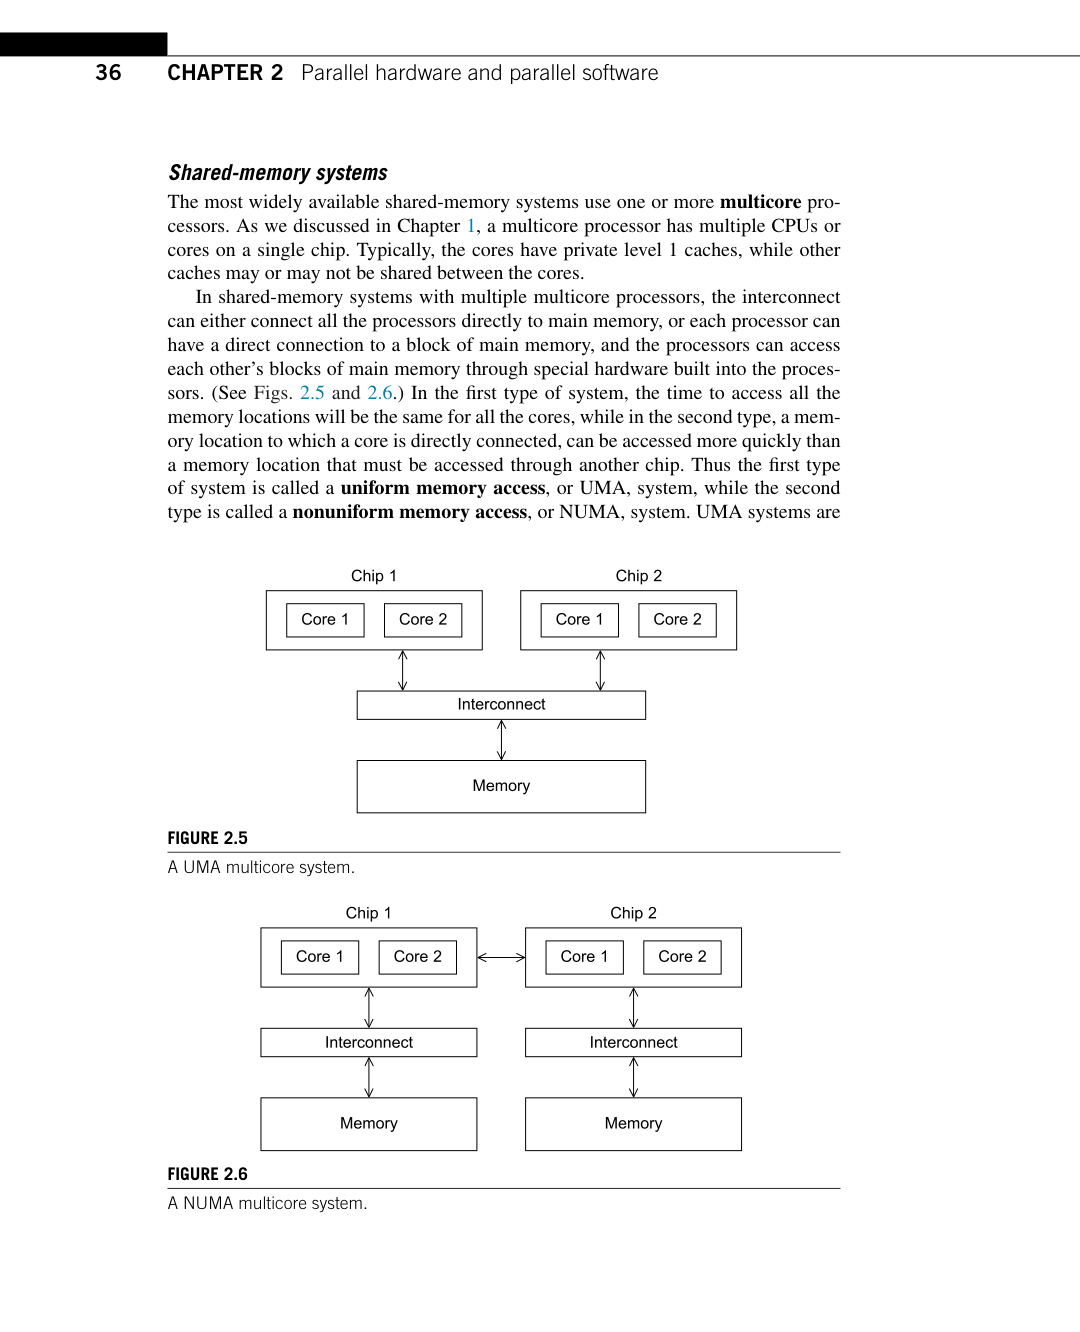 36 CHAPTER 2 Parallel hardware and parallel software
Shared-memory systems
The most widely available shared-memory systems use one or more multicore pro-
cessors. As we discussed in Chapter 1, a multicore processor has multiple CPUs or
cores on a single chip. Typically, the cores have private level 1 caches, while other
caches may or may not be shared between the cores.
In shared-memory systems with multiple multicore processors, the interconnect
can either connect all the processors directly to main memory, or each processor can
have a direct connection to a block of main memory, and the processors can access
each other’s blocks of main memory through special hardware built into the proces-
sors. (See Figs. 2.5 and 2.6.) In the first type of system, the time to access all the
memory locations will be the same for all the cores, while in the second type, a mem-
ory location to which a core is directly connected, can be accessed more quickly than
a memory location that must be accessed through another chip. Thus the first type
of system is called a uniform memory access, or UMA, system, while the second
type is called a nonuniform memory access, or NUMA, system. UMA systems are
Chip 1 Chip 2
Core 1 Core 2 Core 1 Core 2
Interconnect
Memory
FIGURE 2.5
A UMA multicore system.
Chip 1 Chip 2
Core 1 Core 2 Core 1 Core 2
Interconnect Interconnect
Memory Memory
FIGURE 2.6
A NUMA multicore system.